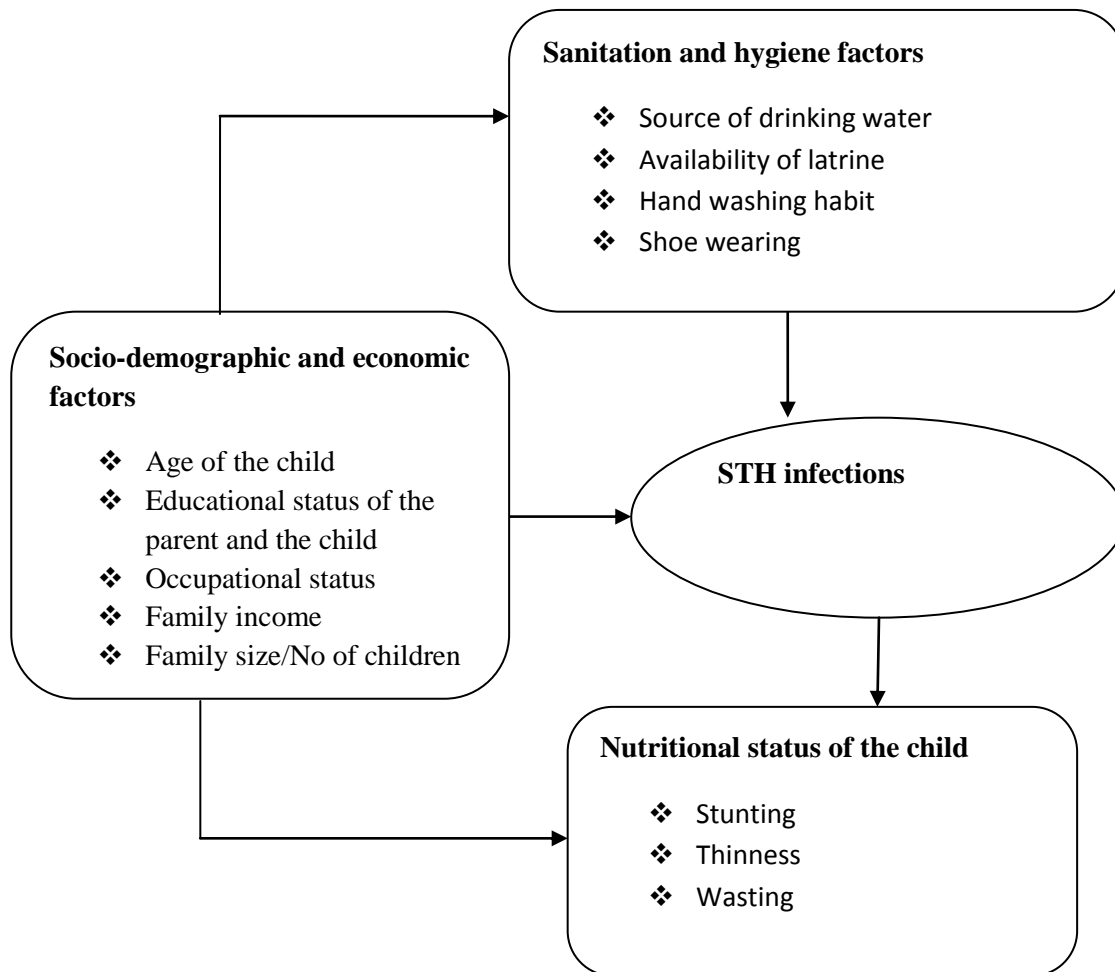 Sanitation and hygiene factors
❖ Source of drinking water
❖ Availability of latrine
❖ Hand washing habit
❖ Shoe wearing
Socio-demographic and economic
factors
❖ Age of the child
❖ Educational status of the
parent and the child
❖ Occupational status
❖ Family income
❖ Family size/No of children
STH infections
Nutritional status of the child
❖ Stunting
❖ Thinness
❖ Wasting